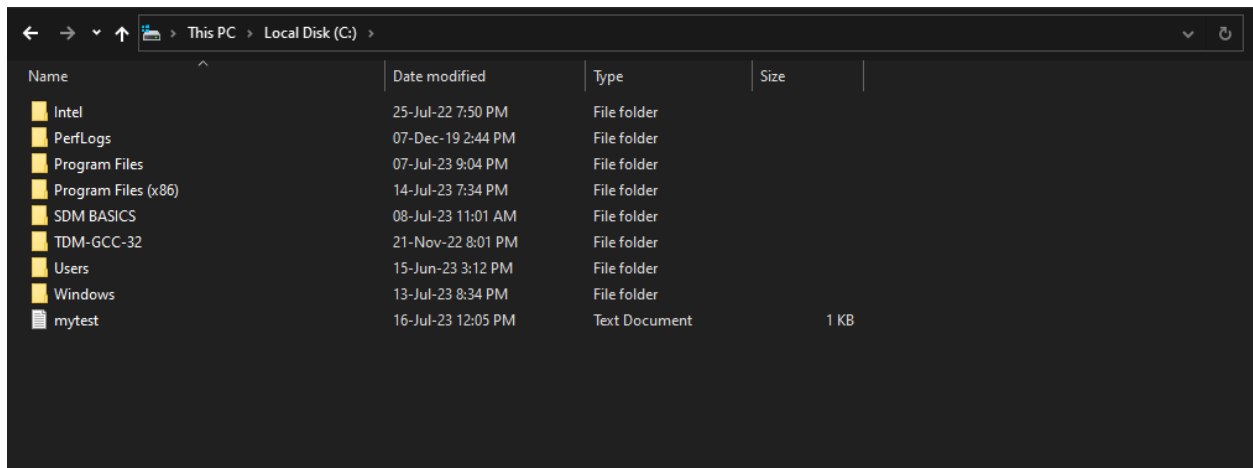 This PC > Local Disk (C:) >
Name Date modified Type Size
Intel 25-Jul-22 7:50 PM File folder
PerfLogs 07-Dec-19 2:44 PM File folder
Program Files 07-Jul-23 9:04 PM File folder
Program Files (x86) 14-Jul-23 7:34 PM File folder
SDM BASICS 08-Jul-23 11:01 AM File folder
TDM-GCC-32 21-Nov-22 8:01 PM File folder
Users 15-Jun-23 3:12 PM File folder
Windows 13-Jul-23 8:34 PM File folder
mytest 16-Jul-23 12:05 PM Text Document 1 KB